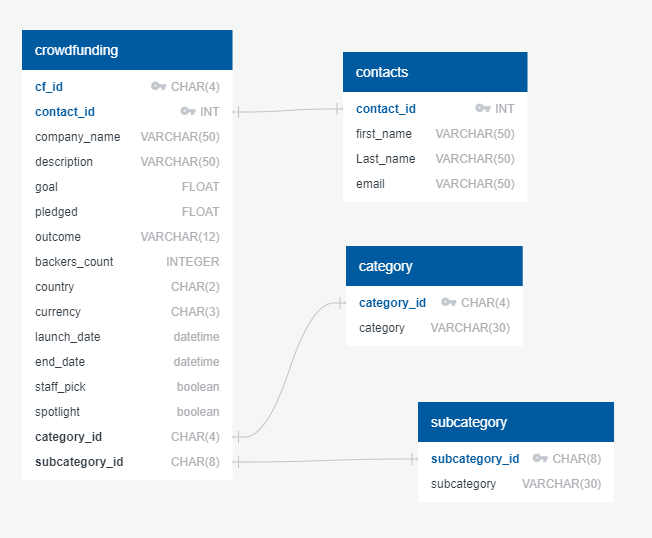 crowdfunding
cf_id CHAR(4)
contact_id INT
company_name VARCHAR(50)
description VARCHAR(50)
goal FLOAT
pledged FLOAT
outcome VARCHAR(12)
backers_count INTEGER
country CHAR(2)
currency CHAR(3)
launch_date datetime
end_date datetime
staff_pick boolean
spotlight boolean
category_id CHAR(4)
subcategory_id CHAR(8)
contacts
contact_id INT
first_name VARCHAR(50)
Last_name VARCHAR(50)
email VARCHAR(50)
category
category_id CHAR(4)
category VARCHAR(30)
subcategory
subcategory_id CHAR(8)
subcategory VARCHAR(30)